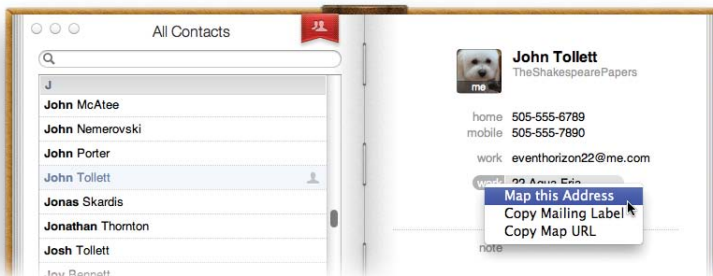 All Contacts
J
John McAtee
John Nemerovski
John Porter
John Tollett
Jonas Skardis
Jonathan Thornton
Josh Tollett
Joy Bennett
John Tollett
TheShakespearePapers
me
home 505-555-6789
mobile 505-555-7890
work eventhorizon22@me.com
work 22 Agua Fria
Map this Address
Copy Mailing Label
Copy Map URL
note